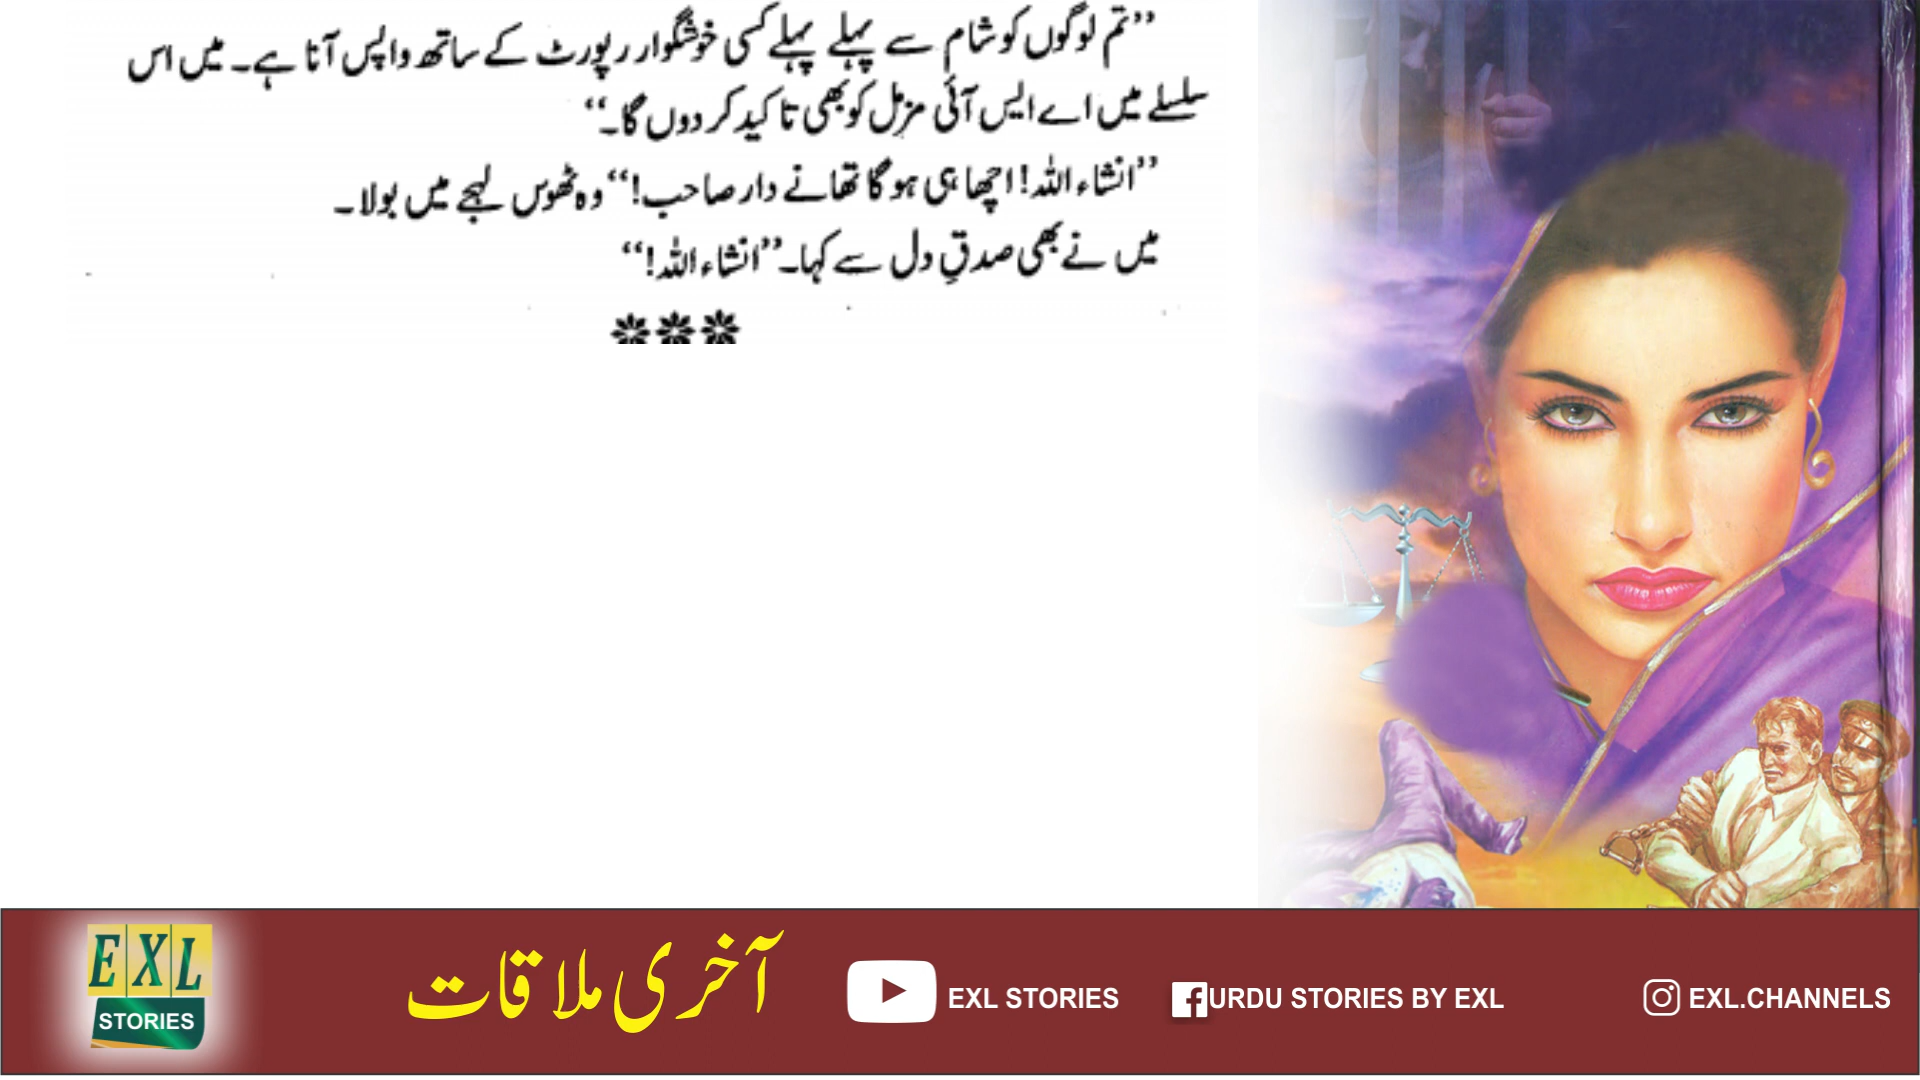 ’’تم لوگوں کو شام سے پہلے پہلے کسی خوشگوار رپورٹ کے ساتھ واپس آنا ہے۔ میں اس
سلسلے میں اے ایس آئی مزمل کو بھی تاکید کر دوں گا۔‘‘
’’انشاء اللہ! اچھا ہی ہو گا تھانے دار صاحب!‘‘ وہ ٹھوس لہجے میں بولا۔
میں نے بھی صدقِ دل سے کہا۔ ’’انشاء اللہ!‘‘
EXL
STORIES
آخری ملاقات
EXL STORIES
URDU STORIES BY EXL
EXL.CHANNELS